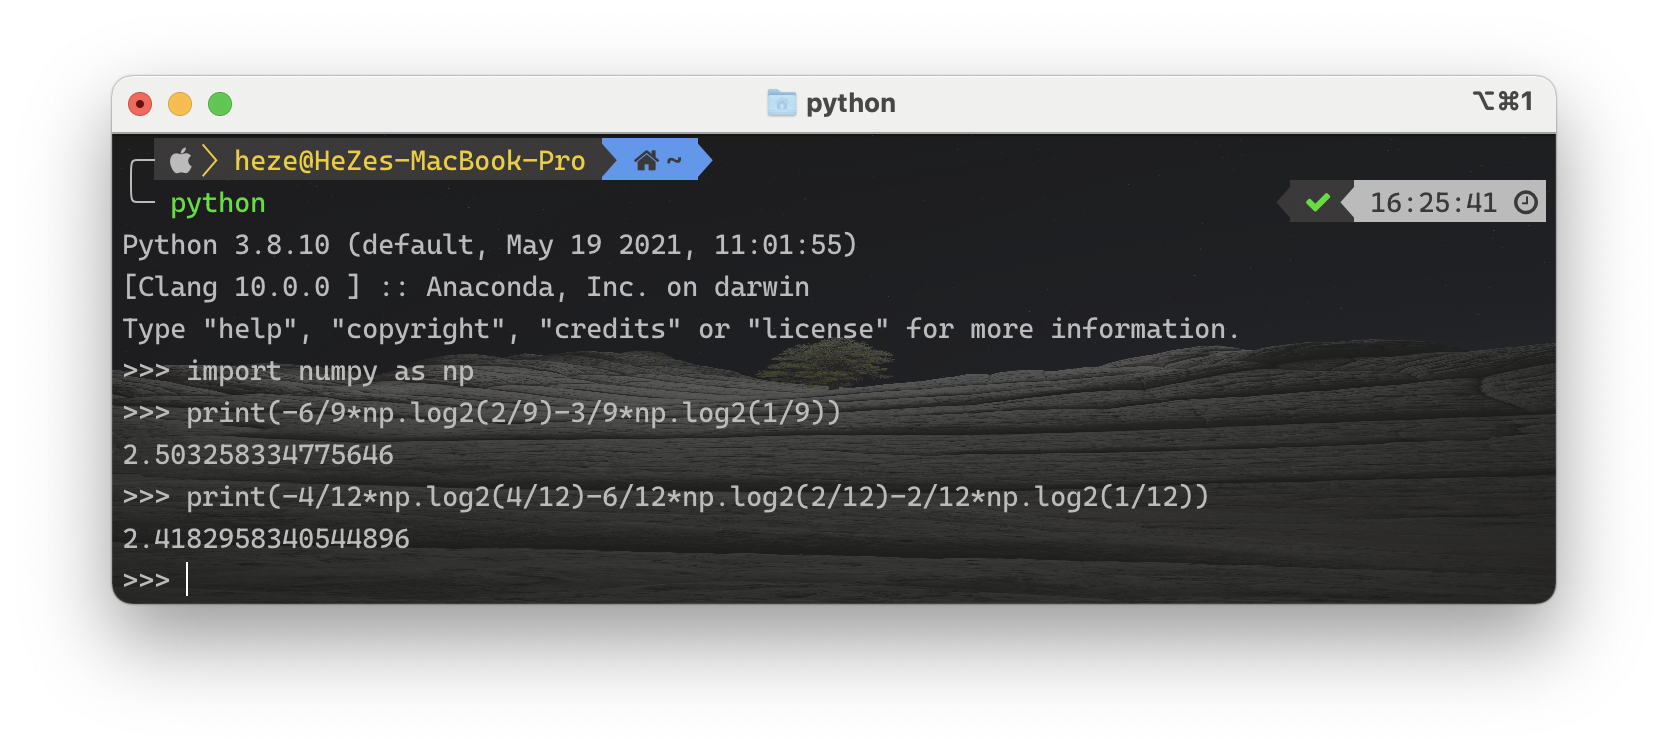 python
⌥⌘1
heze@HeZes-MacBook-Pro ~
python
16:25:41
Python 3.8.10 (default, May 19 2021, 11:01:55)
[Clang 10.0.0 ] :: Anaconda, Inc. on darwin
Type "help", "copyright", "credits" or "license" for more information.
>>> import numpy as np
>>> print(-6/9*np.log2(2/9)-3/9*np.log2(1/9))
2.503258334775646
>>> print(-4/12*np.log2(4/12)-6/12*np.log2(2/12)-2/12*np.log2(1/12))
2.4182958340544896
>>>